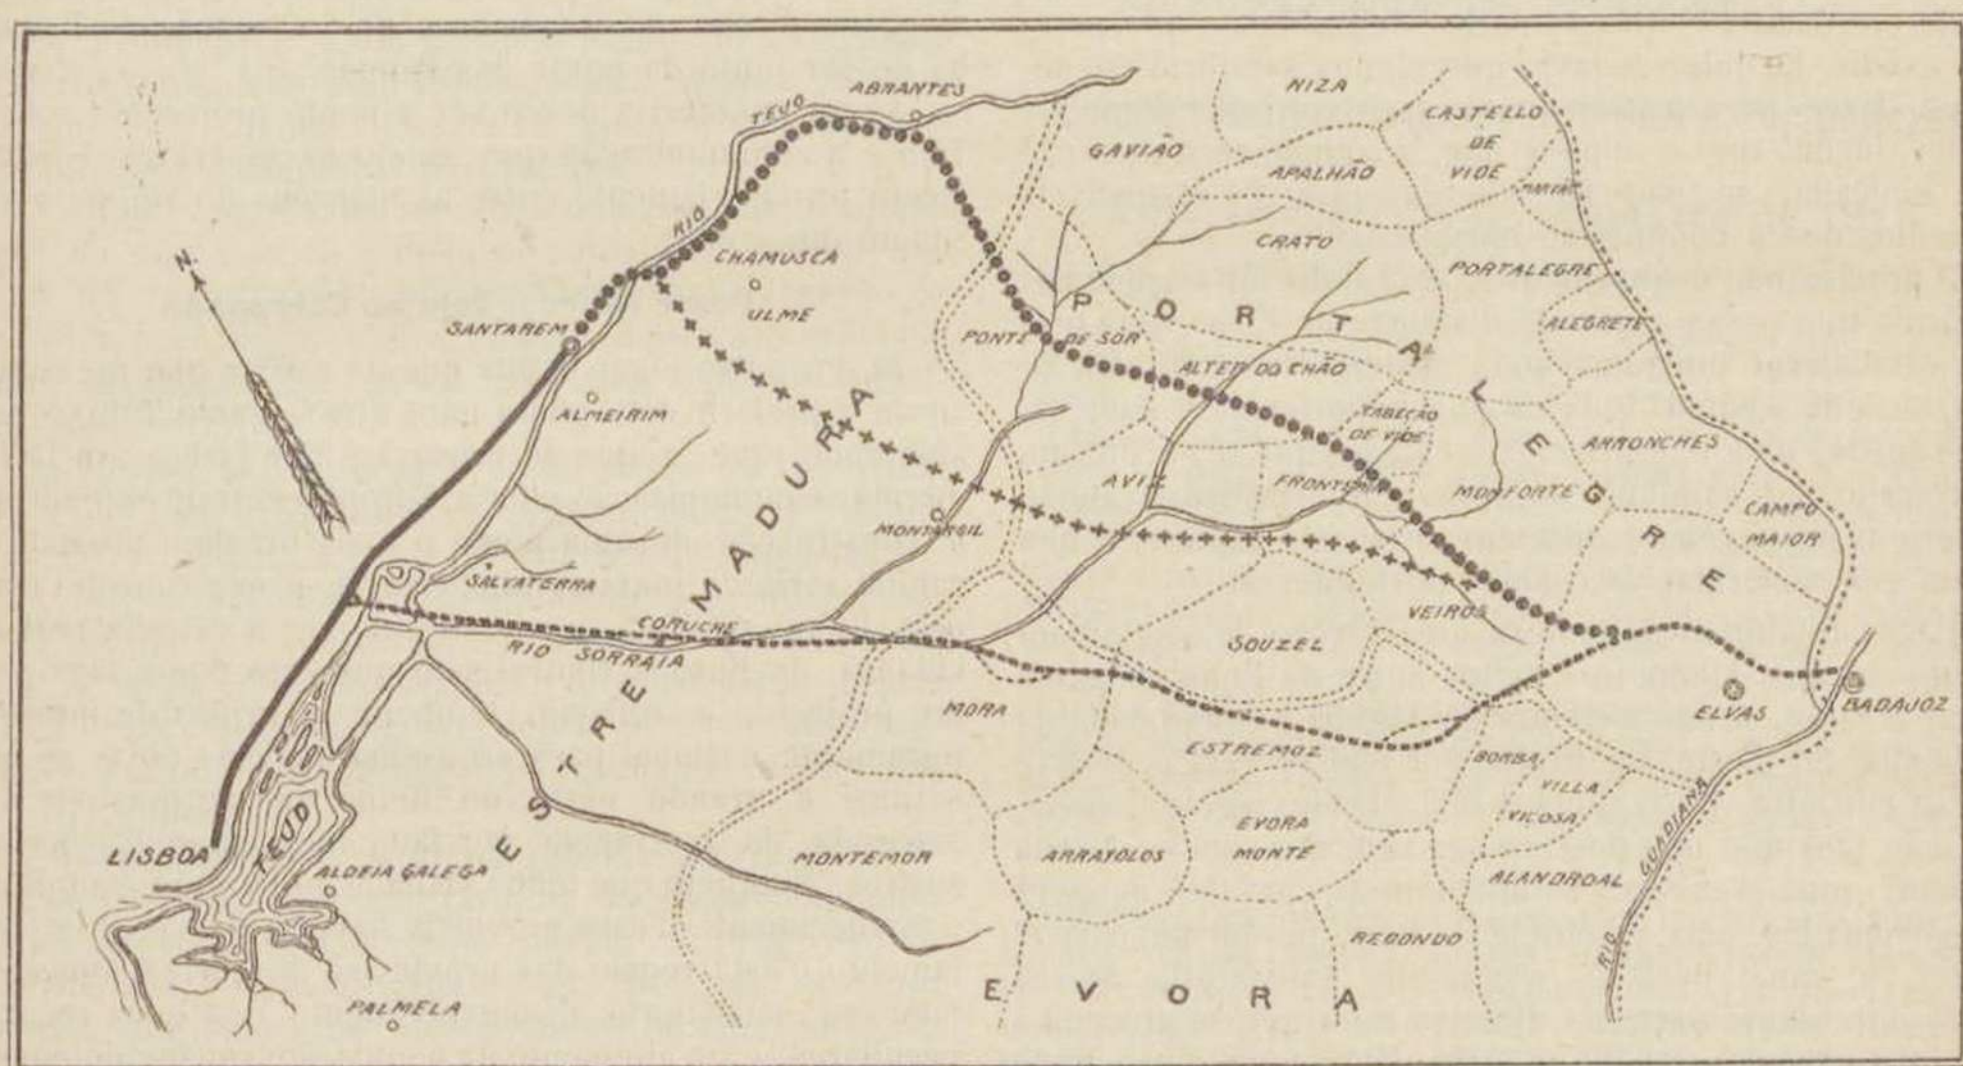 ABRANTES
TEJO
RIO
NIZA
CASTELLO
DE
VIDE
GAVIÃO
APALHÃO
CRATO
PORTALEGRE
ALEGRETE
N.
CHAMUSCA
ULME
SANTAREM
ALMEIRIM
PONTE DE SÔR
ALTER DO CHÃO
CABEÇÃO
DE VIDE
ARRONCHES
AVIZ
FRONTEIRA
MONFORTE
CAMPO
MAIOR
MONTARGIL
PORTALEGRE
ESTREMADURA
SALVATERRA
CORUCHE
RIO SORRAIA
VEIROS
SOUZEL
MORA
ESTREMOZ
ELVAS
BADAJOZ
BORBA
VILLA
VIÇOSA
LISBOA
TEJO
ALDEIA GALEGA
MONTEMOR
ARRAYOLOS
EVORA
MONTE
ALANDROAL
REDONDO
RIO GUADIANA
EVORA
PALMELA